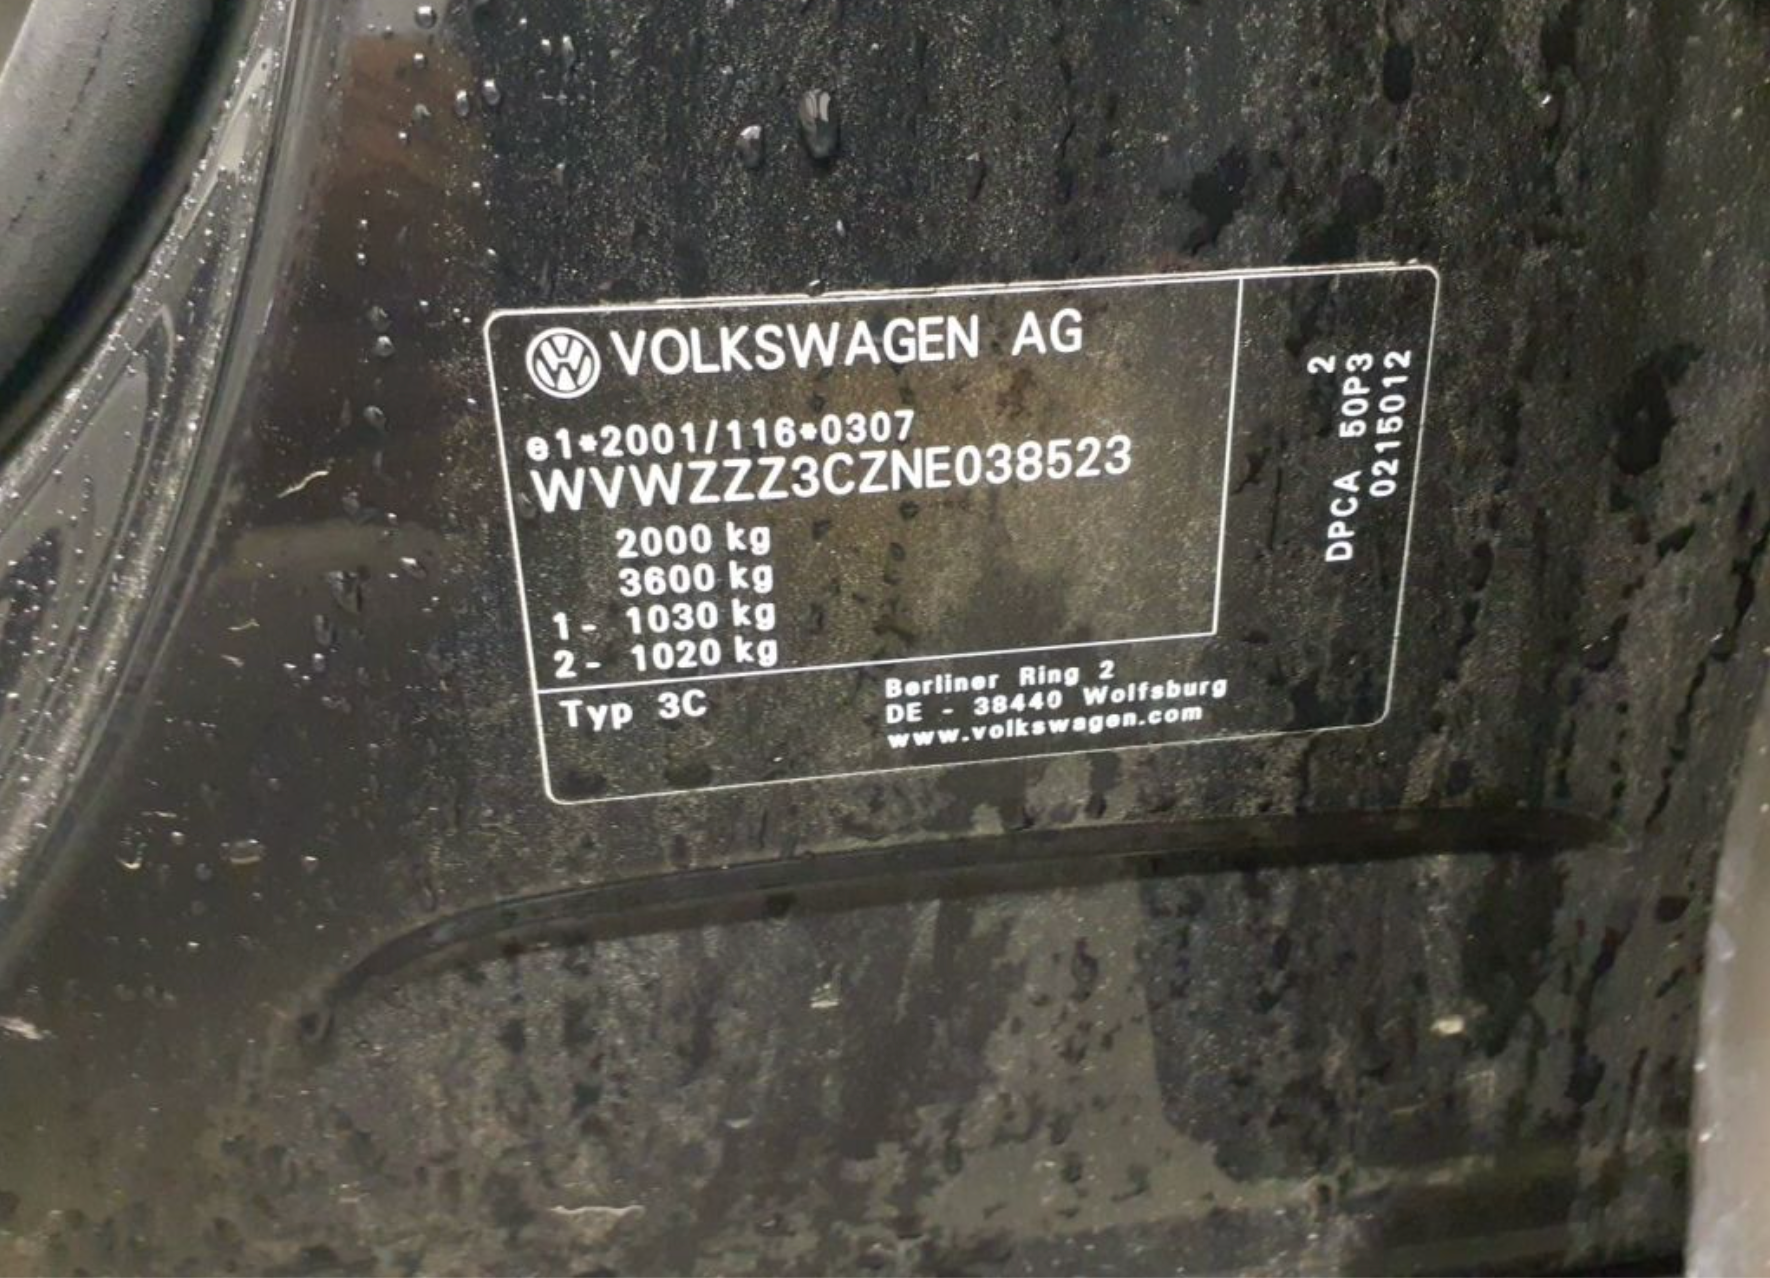 VOLKSWAGEN AG
e1*2001/116*0307
WVWZZZ3CZNE038523
2000 kg
3600 kg
1- 1030 kg
2- 1020 kg
Typ 3C
Berliner Ring 2
DE - 38440 Wolfsburg
www.volkswagen.com
2
DPCA 50P3
0215012